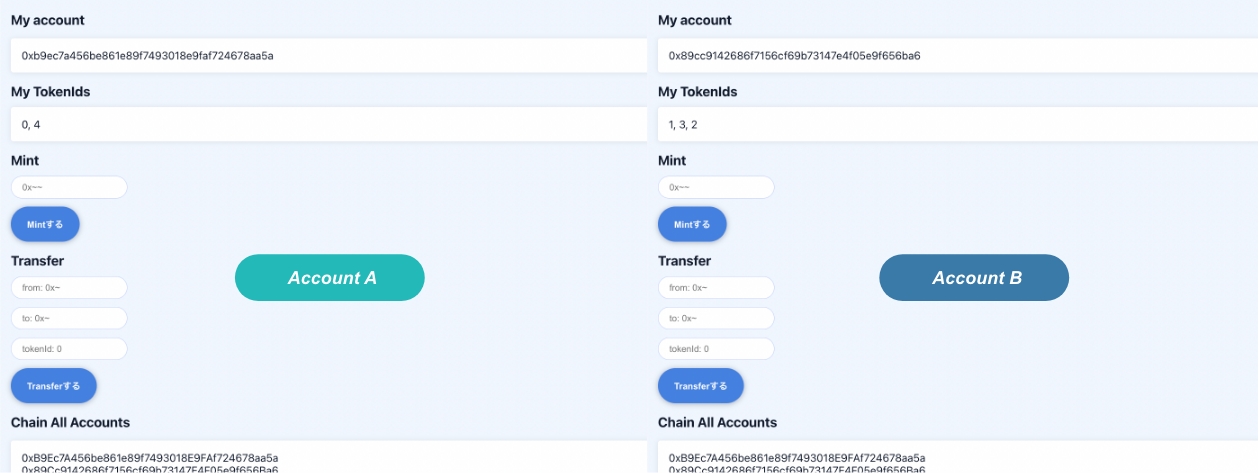 My account
0xb9ec7a456be861e89f7493018e9faf724678aa5a
My TokenIds
0, 4
Mint
0x~~
Mintする
Transfer
from: 0x~
to: 0x~
tokenId: 0
Transferする
Account A
Chain All Accounts
0xB9Ec7A456be861e89f7493018E9FAf724678aa5a
0x89Cc9142686f7156cf69b73147E4F05e9f656Ba6
My account
0x89cc9142686f7156cf69b73147e4f05e9f656ba6
My TokenIds
1, 3, 2
Mint
0x~~
Mintする
Transfer
from: 0x~
to: 0x~
tokenId: 0
Transferする
Account B
Chain All Accounts
0xB9Ec7A456be861e89f7493018E9FAf724678aa5a
0x89Cc9142686f7156cf69b73147E4F05e9f656Ba6